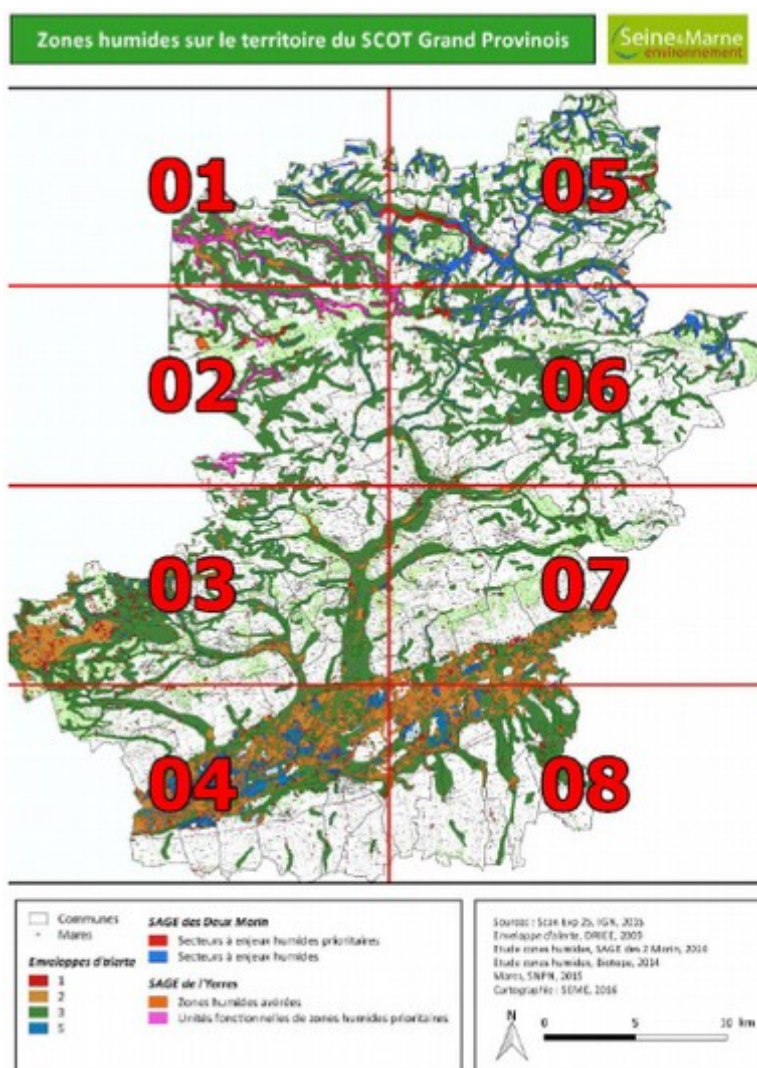 Zones humides sur le territoire du SCOT Grand Provinois
Seine&Marne
environnement
01
05
02
06
03
07
04
08
Communes
Mares
Enveloppes d'alerte
1
2
3
5
SAGE des Deux Morin
Secteurs à enjeux humides prioritaires
Secteurs à enjeux humides
SAGE de l'Yerres
Zones humides avérées
Unités fonctionnelles de zones humides prioritaires
Sources : Scan Exp 25, IGN, 2015
Enveloppe d'alerte, DRIEE, 2009
Etude zones humides, SAGE des 2 Morin, 2014
Etude zones humides, Biotope, 2014
Mares, SNPN, 2015
Cartographie : SEME, 2016
N
0 5 10 km